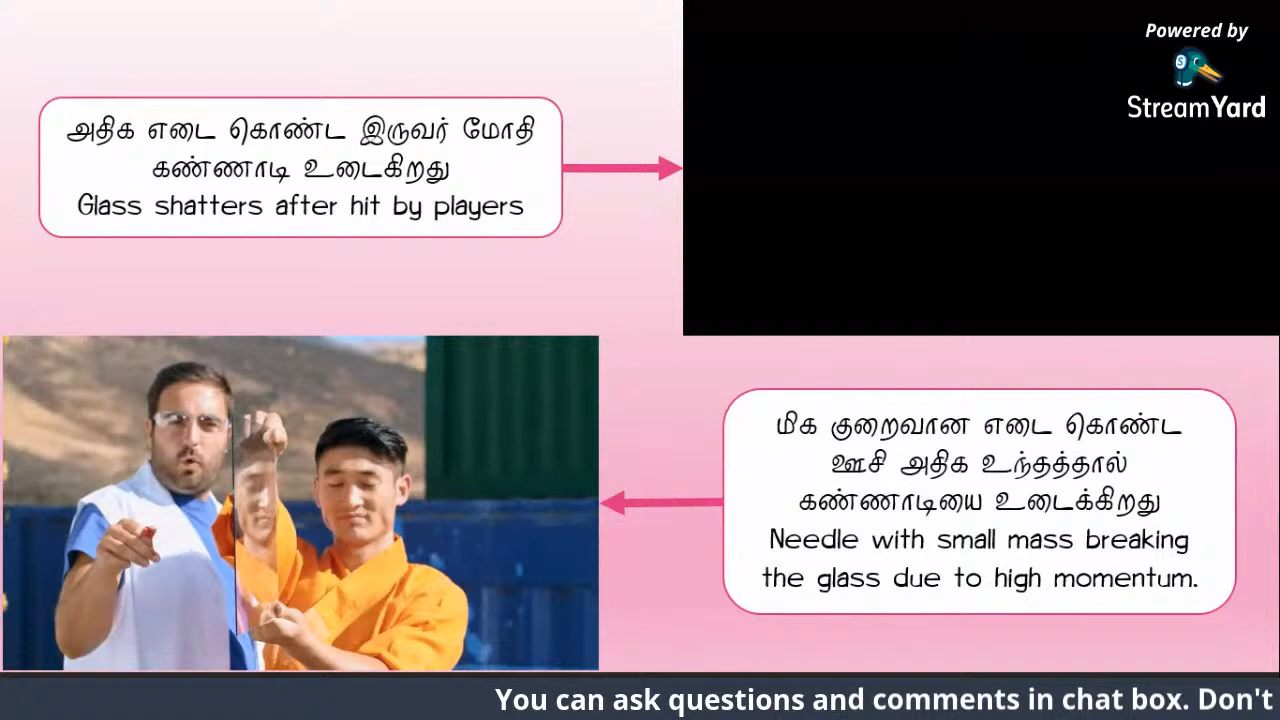 Powered by
StreamYard
அதிக எடை கொண்ட இருவர் மோதி
கண்ணாடி உடைகிறது
Glass shatters after hit by players
மிக குறைவான எடை கொண்ட
ஊசி அதிக உந்தத்தால்
கண்ணாடியை உடைக்கிறது
Needle with small mass breaking
the glass due to high momentum.
You can ask questions and comments in chat box. Don't